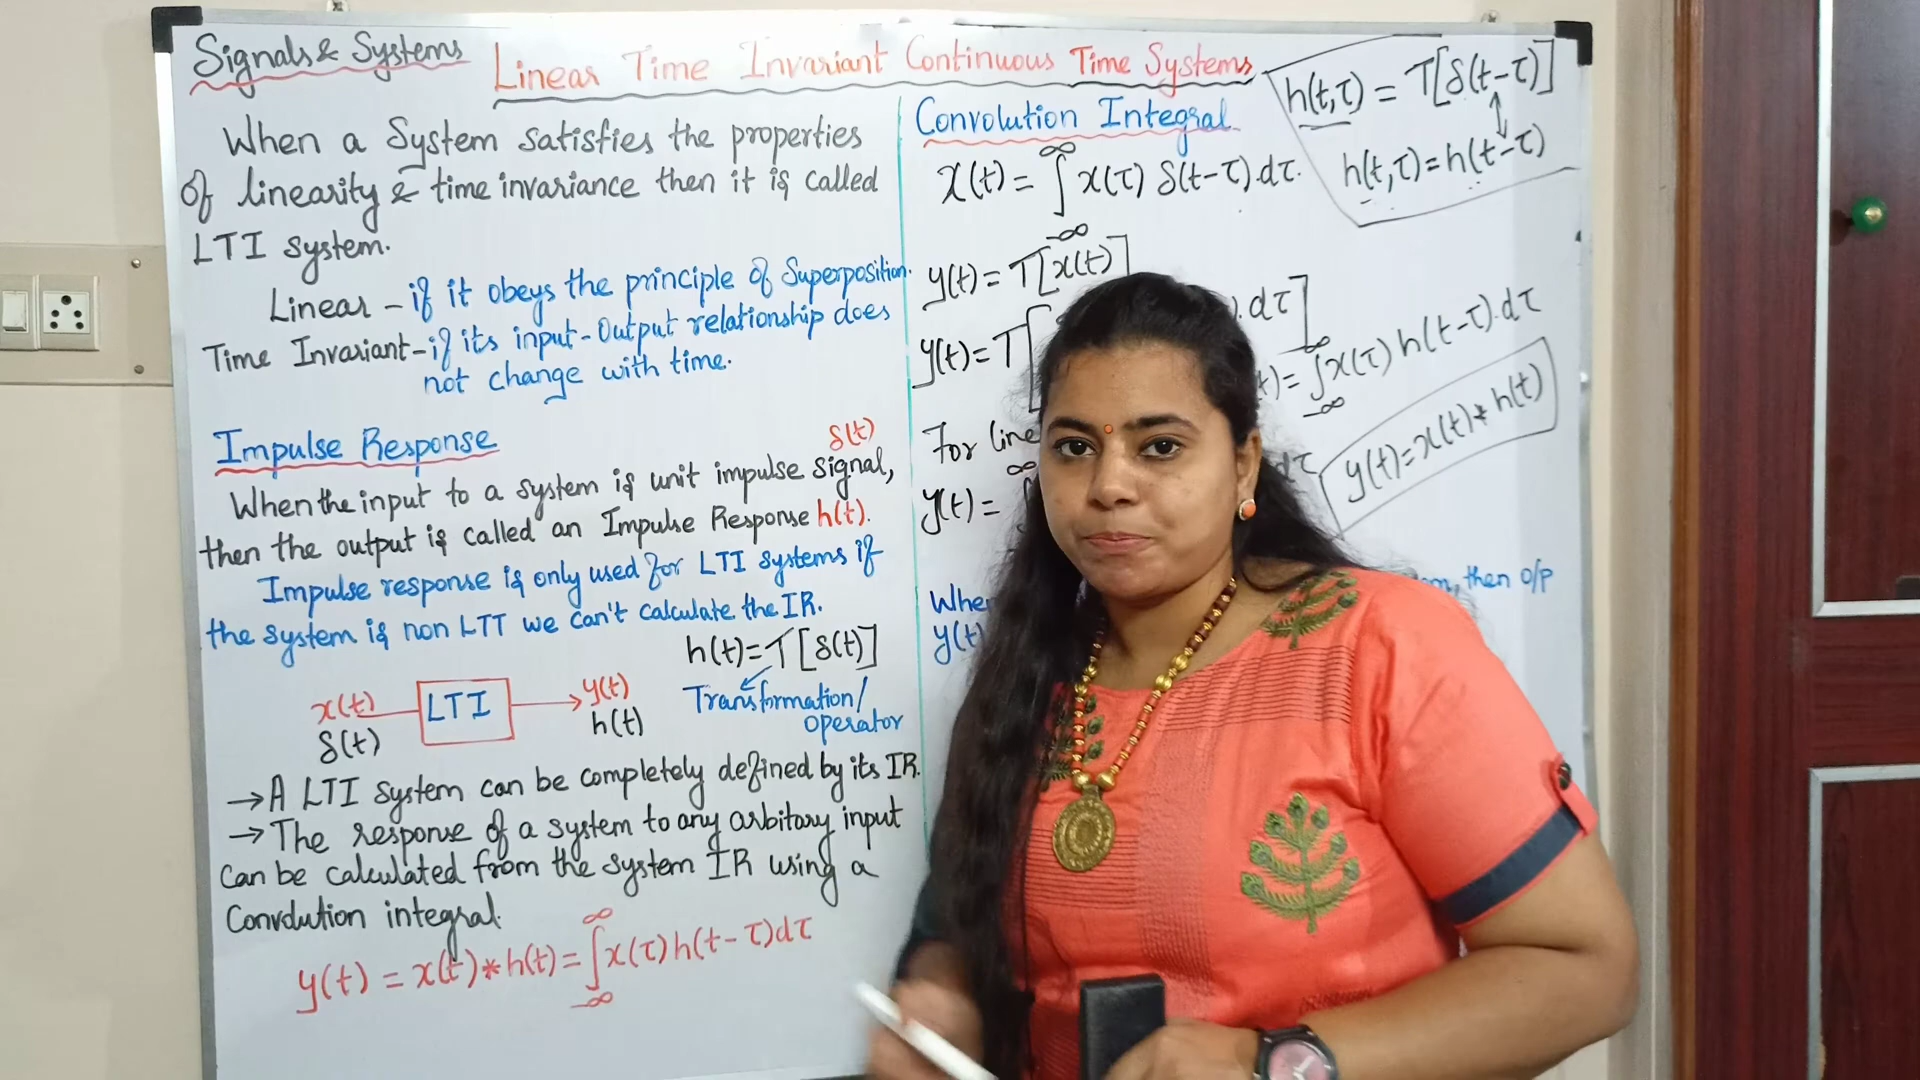 Signals & Systems
Linear Time Invariant Continuous Time Systems
When a System satisfies the properties
Of linearity & time invariance then it is called
LTI system.
Linear - if it obeys the principle of Superposition.
Time Invariant - if its input-Output relationship does
not change with time.
Impulse Response
δ(t)
When the input to a system is unit impulse signal,
then the output is called an Impulse Response h(t).
Impulse response is only used for LTI systems if
the system is non LTI we can't calculate the IR.
h(t)=T[δ(t)]
Transformation/
operator
x(t) LTI y(t)
δ(t) h(t)
→ A LTI system can be completely defined by its IR.
→ The response of a system to any arbitary input
can be calculated from the system IR using a
Convolution integral.
y(t) = x(t)*h(t) = ∫_{-∞}^{∞} x(τ)h(t-τ)dτ
Convolution Integral
x(t) = ∫_{-∞}^{∞} x(τ) δ(t-τ).dτ.
h(t,τ) = T[δ(t-τ)]
h(t,τ)=h(t-τ)
y(t) = T[x(t)]
y(t)=T[ .dτ]
=∫_{-∞}^{∞} x(τ) h(t-τ).dτ
y(t)=x(t)*h(t)
For
y(t) = dτ
then o/p
y(t)